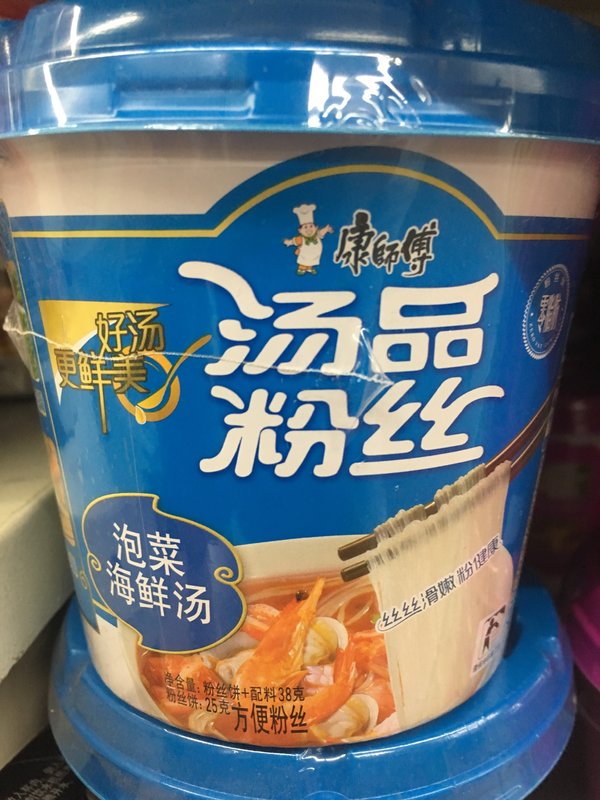 康師傅
汤品
粉丝
好汤
更鲜美
泡菜
海鲜汤
丝丝滑嫩 粉健康
净含量: 粉丝饼+配料38克
粉丝饼: 25克
方便粉丝